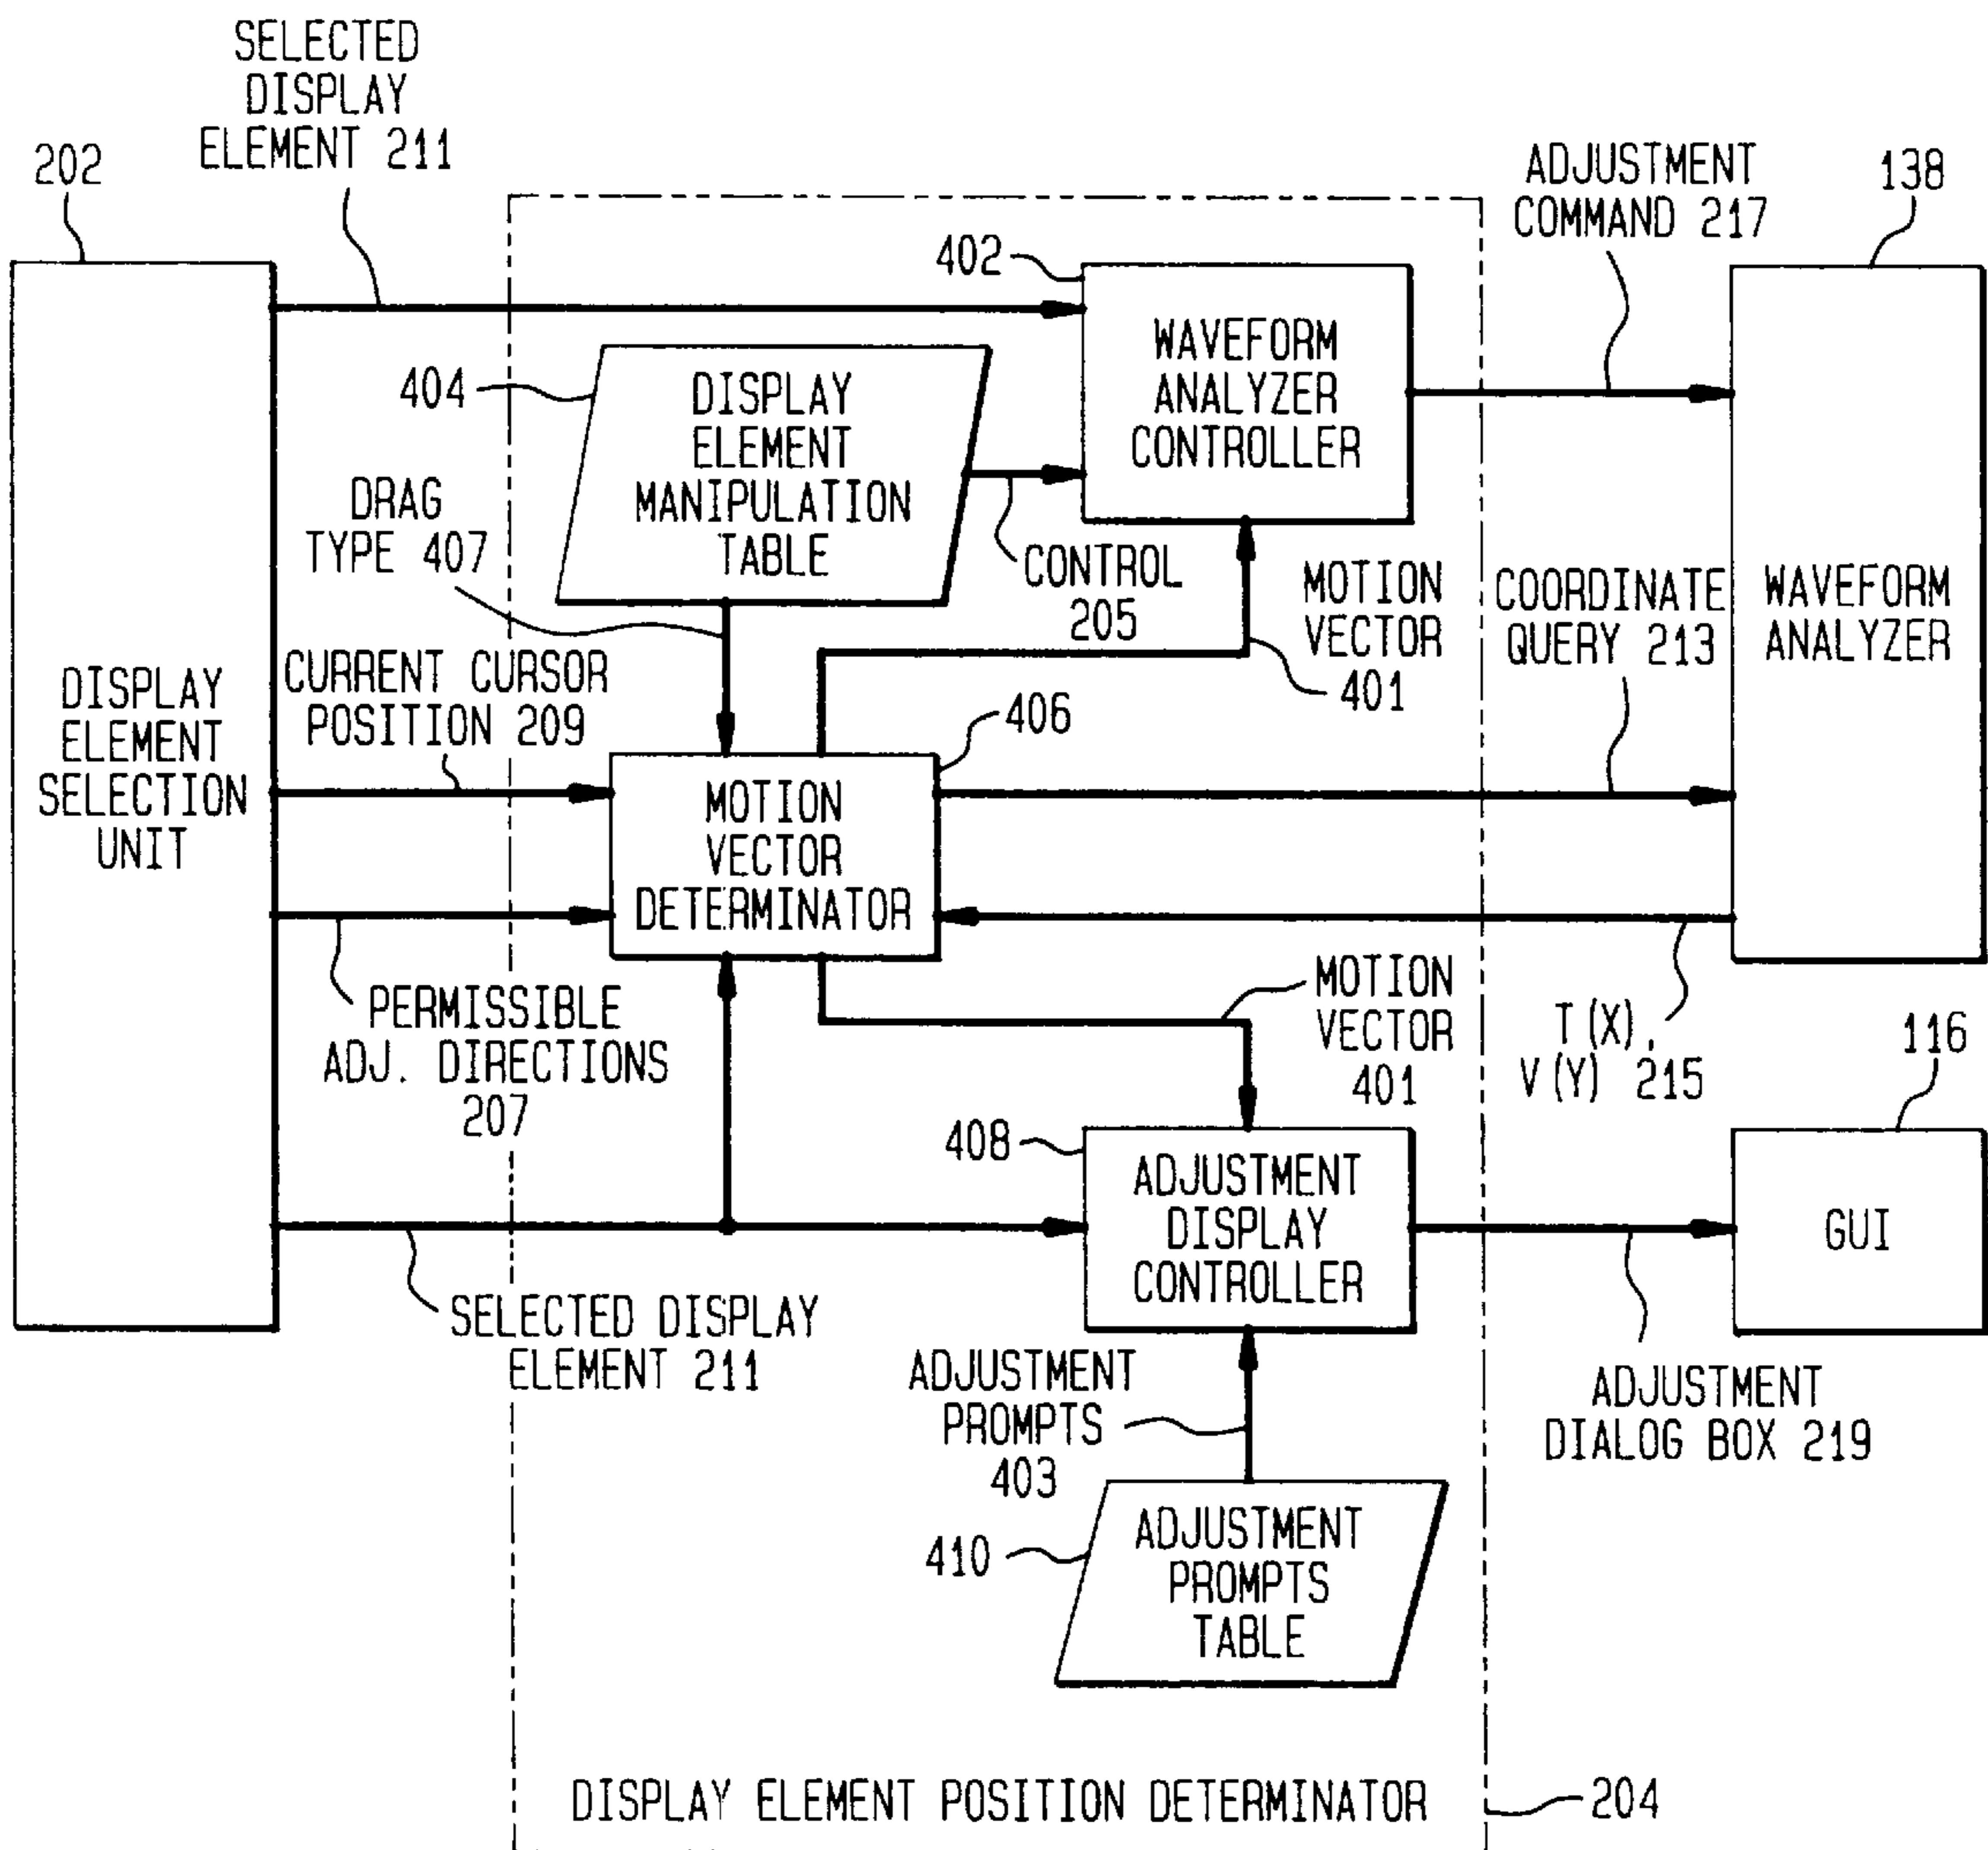 SELECTED
DISPLAY
ELEMENT 211
202
ADJUSTMENT
COMMAND 217
138
402
WAVEFORM
ANALYZER
CONTROLLER
404
DISPLAY
ELEMENT
MANIPULATION
TABLE
DRAG
TYPE 407
CONTROL
205
MOTION
VECTOR
401
COORDINATE
QUERY 213
WAVEFORM
ANALYZER
CURRENT CURSOR
POSITION 209
406
DISPLAY
ELEMENT
SELECTION
UNIT
MOTION
VECTOR
DETERMINATOR
PERMISSIBLE
ADJ. DIRECTIONS
207
MOTION
VECTOR
401
T(X),
V(Y) 215
116
408
ADJUSTMENT
DISPLAY
CONTROLLER
GUI
SELECTED DISPLAY
ELEMENT 211
ADJUSTMENT
PROMPTS
403
ADJUSTMENT
DIALOG BOX 219
410
ADJUSTMENT
PROMPTS
TABLE
DISPLAY ELEMENT POSITION DETERMINATOR
204